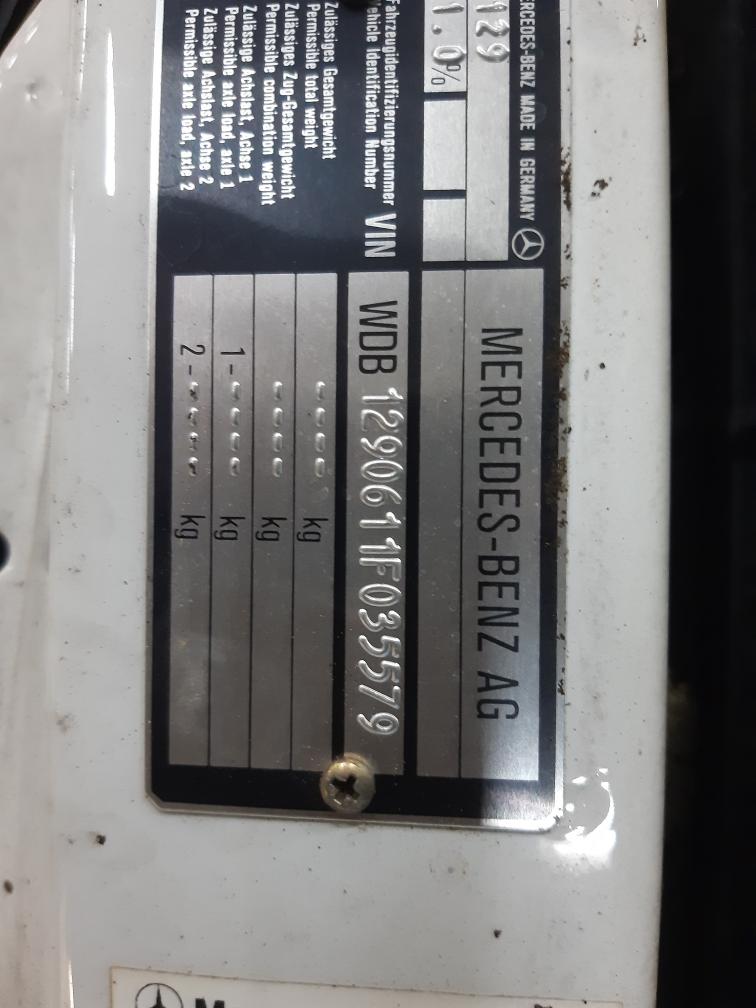 MERCEDES-BENZ MADE IN GERMANY
MERCEDES-BENZ AG
129
1.0%
Fahrzeugidentifizierungsnummer
Vehicle Identification Number
VIN
WDB 1290611F035579
Zulässiges Gesamtgewicht
Permissible total weight
---- kg
Zulässiges Zug-Gesamtgewicht
Permissible combination weight
---- kg
Zulässige Achslast, Achse 1
Permissible axle load, axle 1
1- ---- kg
Zulässige Achslast, Achse 2
Permissible axle load, axle 2
2- ---- kg